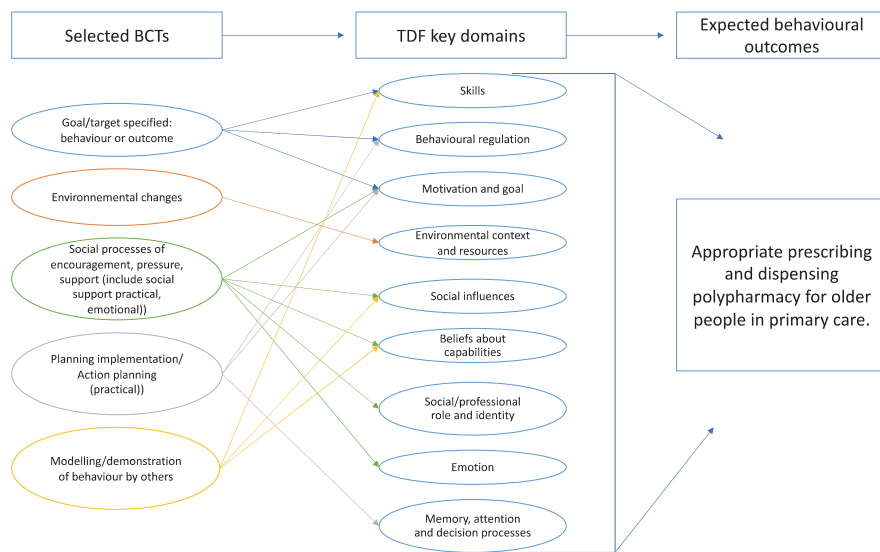 Selected BCTs
TDF key domains
Expected behavioural
outcomes
Goal/target specified:
behaviour or outcome
Environnemental changes
Social processes of
encouragement, pressure,
support (include social
support practical,
emotional))
Planning implementation/
Action planning
(practical))
Modelling/demonstration
of behaviour by others
Skills
Behavioural regulation
Motivation and goal
Environmental context
and resources
Social influences
Beliefs about
capabilities
Social/professional
role and identity
Emotion
Memory, attention
and decision processes
Appropriate prescribing
and dispensing
polypharmacy for older
people in primary care.